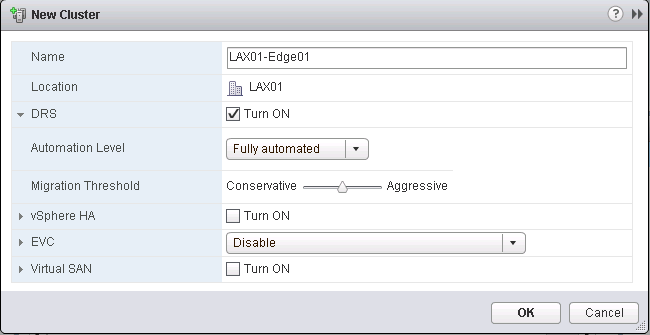 New Cluster
?
Name LAX01-Edge01
Location LAX01
DRS Turn ON
Automation Level Fully automated
Migration Threshold Conservative Aggressive
vSphere HA Turn ON
EVC Disable
Virtual SAN Turn ON
OK Cancel